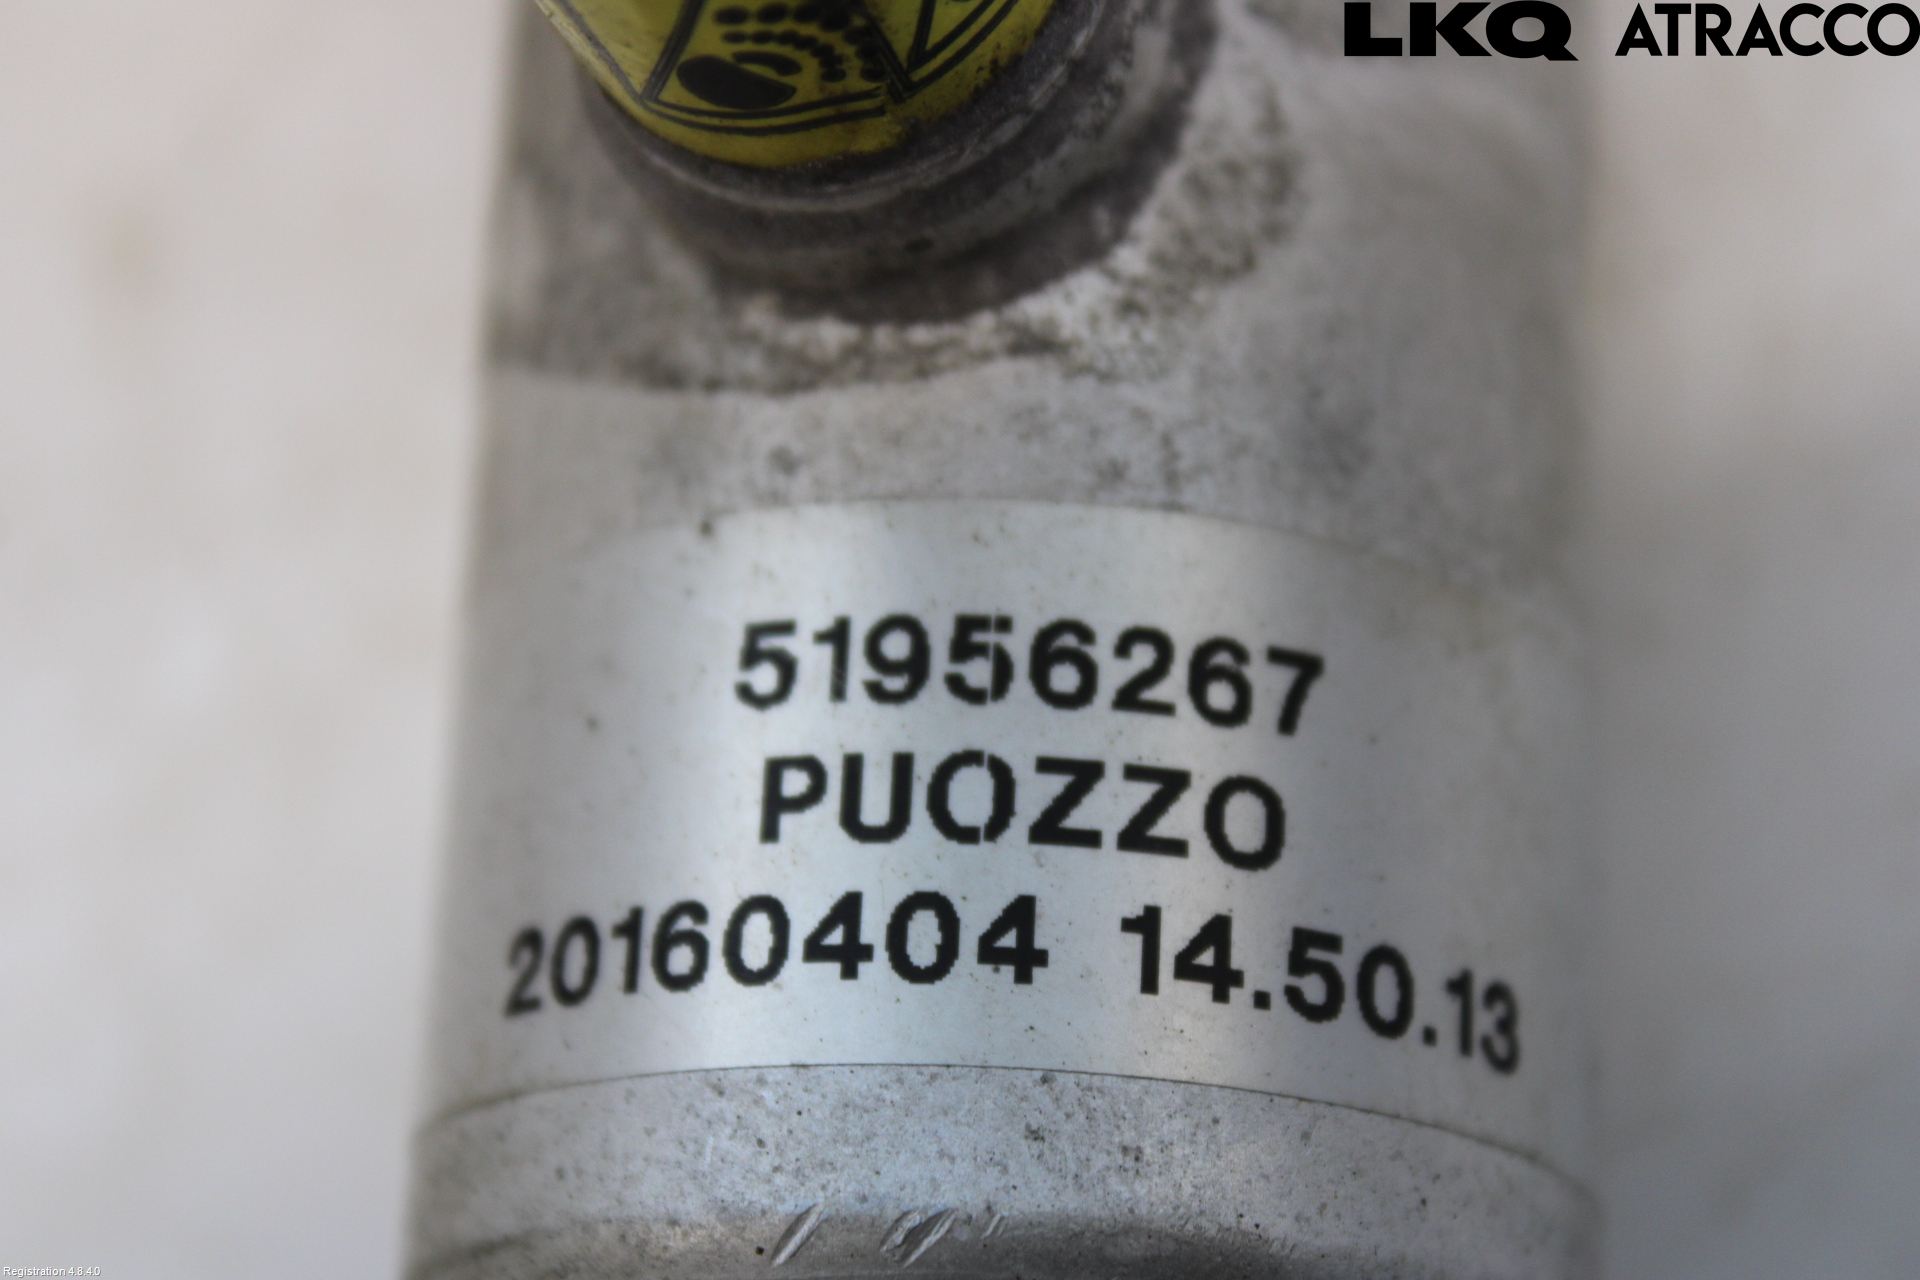 LKQ ATRACCO
51956267
PUOZZO
20160404 14.50.13
Registration 4.8.4.0